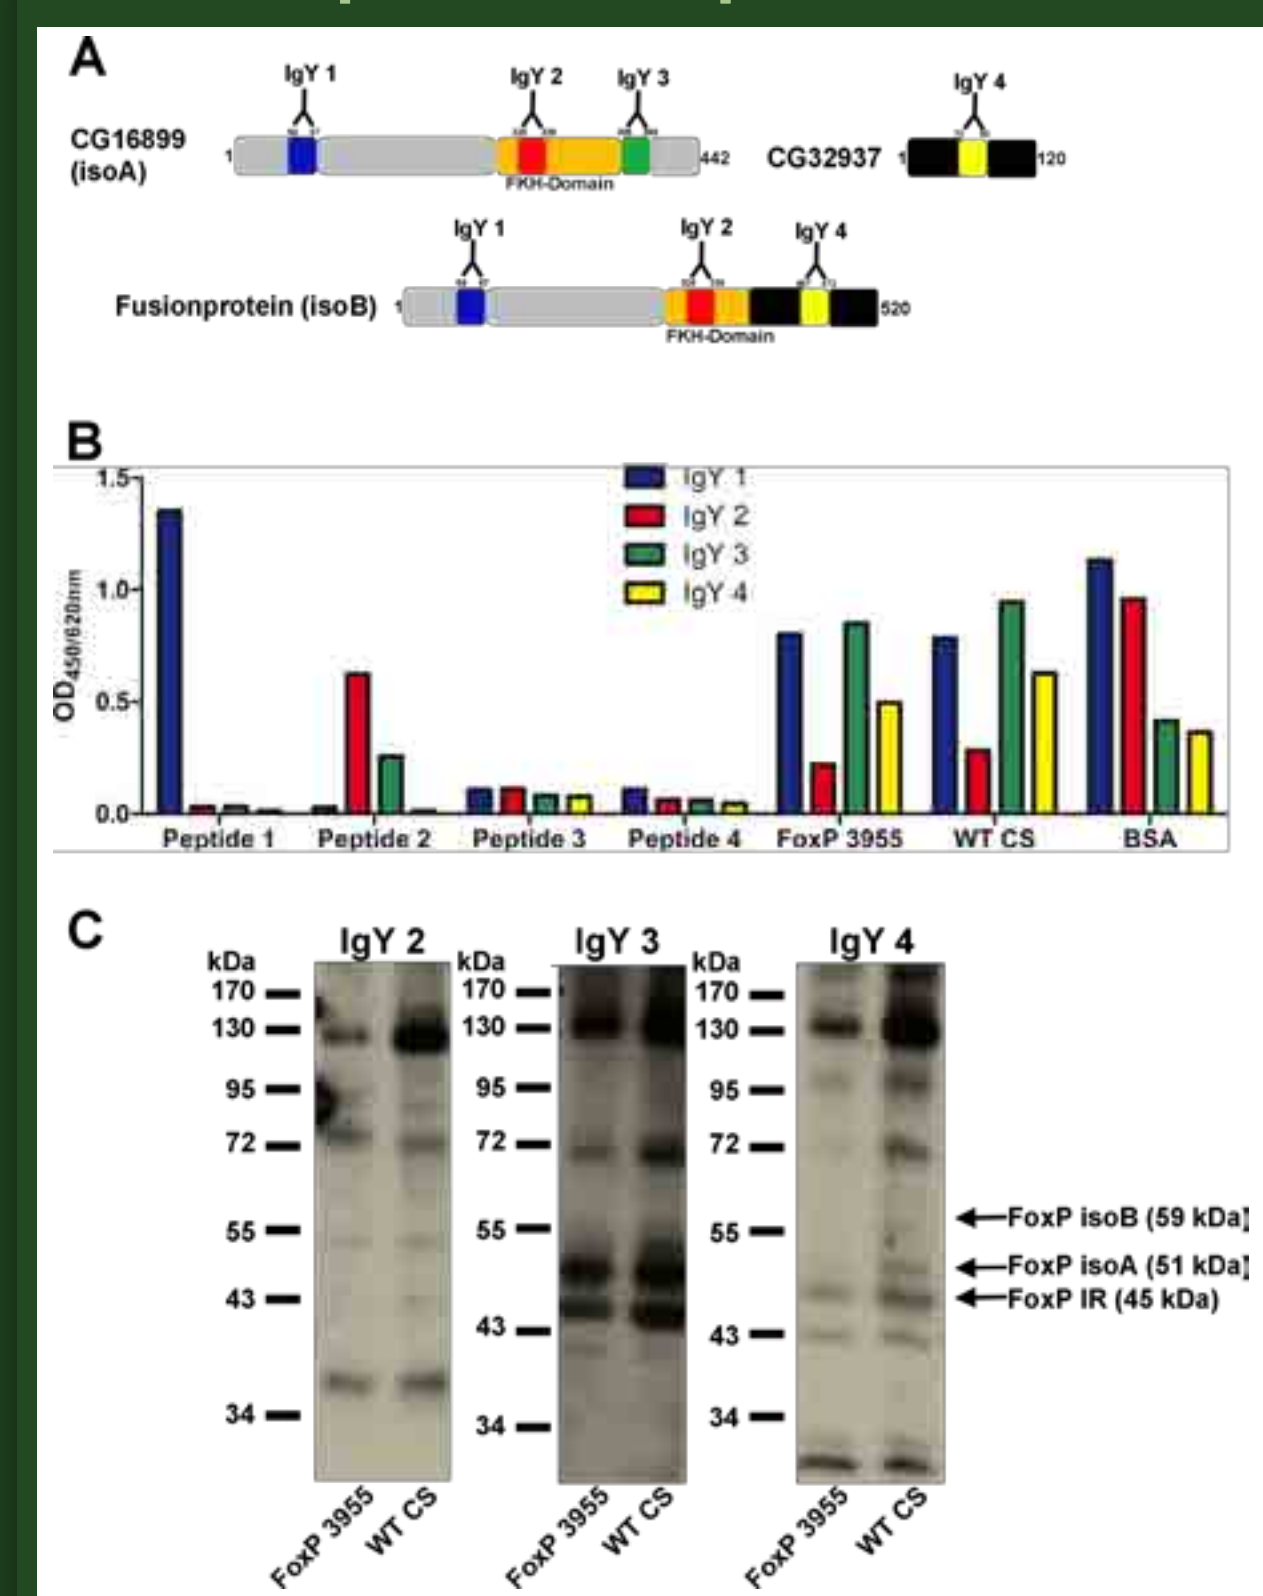 A
IgY 1
IgY 2
IgY 3
IgY 4
CG16899
(isoA)
1
442
FKH-Domain
CG32937
1
120
IgY 1
IgY 2
IgY 4
Fusionprotein (isoB)
1
520
FKH-Domain
B
IgY 1
IgY 2
IgY 3
IgY 4
OD450/620nm
1.5
1.0
0.5
0.0
Peptide 1
Peptide 2
Peptide 3
Peptide 4
FoxP 3955
WT CS
BSA
C
IgY 2
IgY 3
IgY 4
kDa
170
130
95
72
55
43
34
kDa
170
130
95
72
55
43
34
kDa
170
130
95
72
55
43
34
FoxP isoB (59 kDa)
FoxP isoA (51 kDa)
FoxP IR (45 kDa)
FoxP 3955
WT CS
FoxP 3955
WT CS
FoxP 3955
WT CS